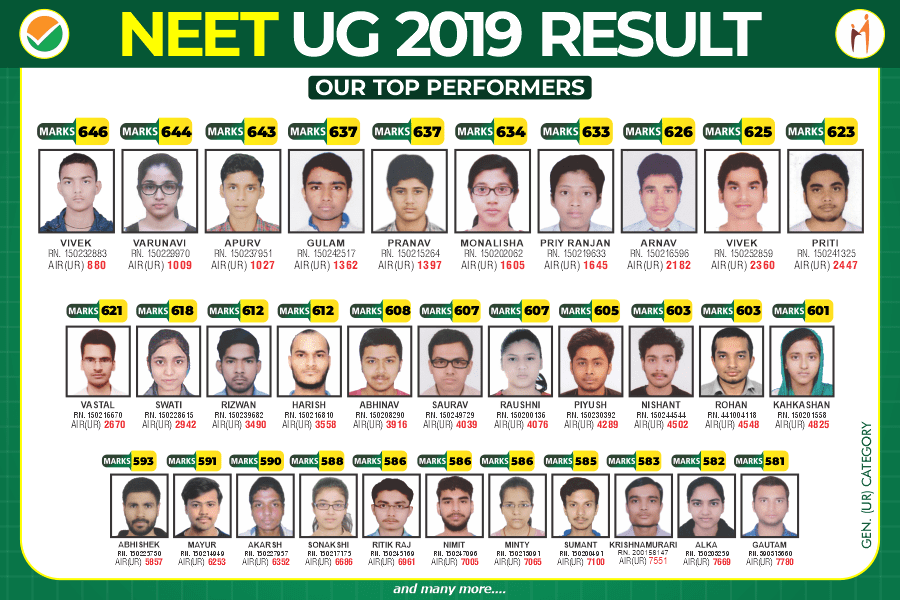 NEET UG 2019 RESULT
OUR TOP PERFORMERS
MARKS 646 MARKS 644 MARKS 643 MARKS 637 MARKS 637 MARKS 634 MARKS 633 MARKS 626 MARKS 625 MARKS 623
VIVEK VARUNAVI APURV GULAM PRANAV MONALISHA PRIY RANJAN ARNAV VIVEK PRITI
RN. 150232883 RN. 150229970 RN. 150237951 RN. 150242517 RN. 150215264 RN. 150202062 RN. 150219633 RN. 150216596 RN. 150252859 RN. 150241325
AIR(UR) 880 AIR(UR) 1009 AIR(UR) 1027 AIR(UR) 1362 AIR(UR) 1397 AIR(UR) 1605 AIR(UR) 1645 AIR(UR) 2182 AIR(UR) 2360 AIR(UR) 2447
MARKS 621 MARKS 618 MARKS 612 MARKS 612 MARKS 608 MARKS 607 MARKS 607 MARKS 605 MARKS 603 MARKS 603 MARKS 601
VASTAL SWATI RIZWAN HARISH ABHINAV SAURAV RAUSHNI PIYUSH NISHANT ROHAN KAHKASHAN
RN. 150216670 RN. 150228615 RN. 150239682 RN. 150216810 RN. 150208290 RN. 150249729 RN. 150200136 RN. 150230392 RN. 150244544 RN. 441004118 RN. 150201558
AIR(UR) 2670 AIR(UR) 2942 AIR(UR) 3490 AIR(UR) 3558 AIR(UR) 3916 AIR(UR) 4039 AIR(UR) 4076 AIR(UR) 4289 AIR(UR) 4502 AIR(UR) 4548 AIR(UR) 4825
MARKS 593 MARKS 591 MARKS 590 MARKS 588 MARKS 586 MARKS 586 MARKS 586 MARKS 585 MARKS 583 MARKS 582 MARKS 581
ABHISHEK MAYUR AKARSH SONAKSHI RITIK RAJ NIMIT MINTY SUMANT KRISHNAMURARI ALKA GAUTAM
RN. 150225750 RN. 150214949 RN. 150227957 RN. 150217175 RN. 150245169 RN. 150247096 RN. 150215091 RN. 150200491 RN. 200158147 RN. 150205259 RN. 590515660
AIR(UR) 5957 AIR(UR) 6253 AIR(UR) 6352 AIR(UR) 6686 AIR(UR) 6961 AIR(UR) 7005 AIR(UR) 7065 AIR(UR) 7100 AIR(UR) 7551 AIR(UR) 7669 AIR(UR) 7780
GEN. (UR) CATEGORY
and many more....